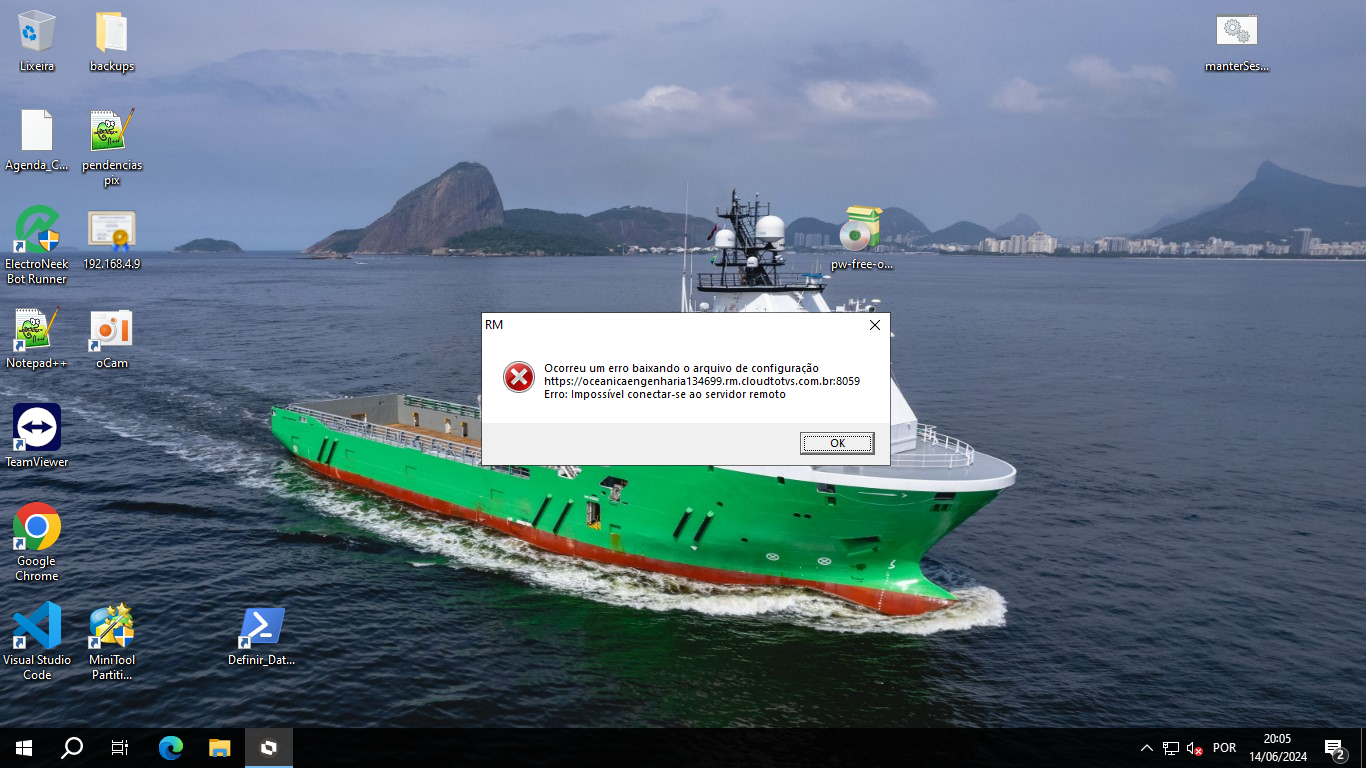 Lixeira
backups
manterSes...
Agenda_C...
pendencias
pix
ElectroNeek
Bot Runner
192.168.4.9
pw-free-o...
Notepad++
oCam
RM
Ocorreu um erro baixando o arquivo de configuração
https://oceanicaengenharia134699.rm.cloudtotvs.com.br:8059
Erro: Impossível conectar-se ao servidor remoto
OK
TeamViewer
Google
Chrome
Visual Studio
Code
MiniTool
Partiti...
Definir_Dat...
POR
20:05
14/06/2024
2